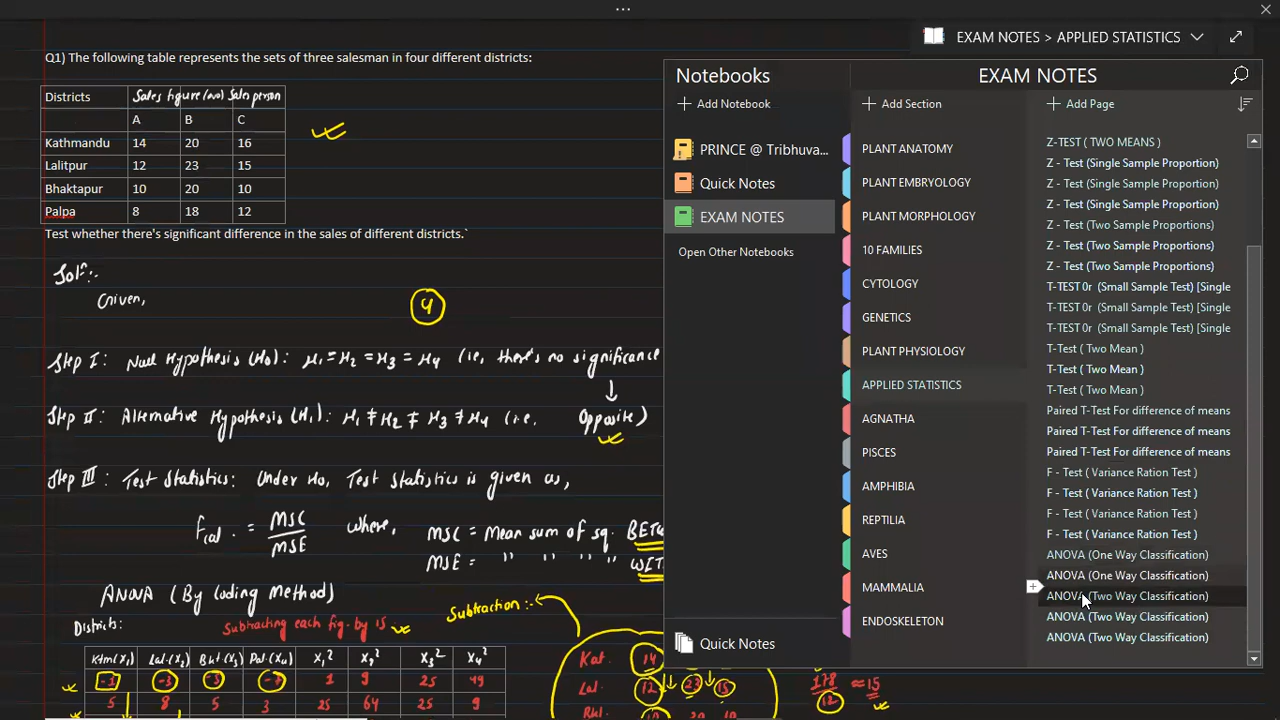 Q1) The following table represents the sets of three salesman in four different districts:
Districts Sales figure (no) Sales person
A B C
Kathmandu 14 20 16
Lalitpur 12 23 15
Bhaktapur 10 20 10
Palpa 8 18 12
Test whether there's significant difference in the sales of different districts.`
Solⁿ:-
Given,
4
Step I: Null Hypothesis (H0): μ1 = μ2 = μ3 = μ4 (i.e, there's no significance
Step II: Alternative Hypothesis (H1): μ1 ≠ μ2 ≠ μ3 ≠ μ4 (i.e. Opposite)
Step III: Test Statistics: Under H0, Test Statistics is given as,
Fcal. = MSC/MSE where, MSC = Mean sum of sq.
MSE = " " " "
ANOVA (By Coding Method)
Districts: Subtracting each fig. by 15
Subtraction:-
Ktm(X1) Lal.(X2) Bkt(X3) Pal.(X4) X1² X2² X3² X4²
-1 -3 -5 -7 1 9 25 49
5 8 5 3 25 64 25 9
Kat. 14
Lal. 12 23 15
178/12 ≈ 15
EXAM NOTES > APPLIED STATISTICS
Notebooks
+ Add Notebook
PRINCE @ Tribhuva...
Quick Notes
EXAM NOTES
Open Other Notebooks
Quick Notes
EXAM NOTES
+ Add Section
PLANT ANATOMY
PLANT EMBRYOLOGY
PLANT MORPHOLOGY
10 FAMILIES
CYTOLOGY
GENETICS
PLANT PHYSIOLOGY
APPLIED STATISTICS
AGNATHA
PISCES
AMPHIBIA
REPTILIA
AVES
MAMMALIA
ENDOSKELETON
+ Add Page
Z-TEST ( TWO MEANS )
Z - Test (Single Sample Proportion)
Z - Test (Single Sample Proportion)
Z - Test (Single Sample Proportion)
Z - Test (Two Sample Proportions)
Z - Test (Two Sample Proportions)
Z - Test (Two Sample Proportions)
T-TEST 0r (Small Sample Test) [Single
T-TEST 0r (Small Sample Test) [Single
T-TEST 0r (Small Sample Test) [Single
T-Test ( Two Mean )
T-Test ( Two Mean )
T-Test ( Two Mean )
Paired T-Test For difference of means
Paired T-Test For difference of means
Paired T-Test For difference of means
F - Test ( Variance Ration Test )
F - Test ( Variance Ration Test )
F - Test ( Variance Ration Test )
F - Test ( Variance Ration Test )
ANOVA (One Way Classification)
ANOVA (One Way Classification)
ANOVA (Two Way Classification)
ANOVA (Two Way Classification)
ANOVA (Two Way Classification)